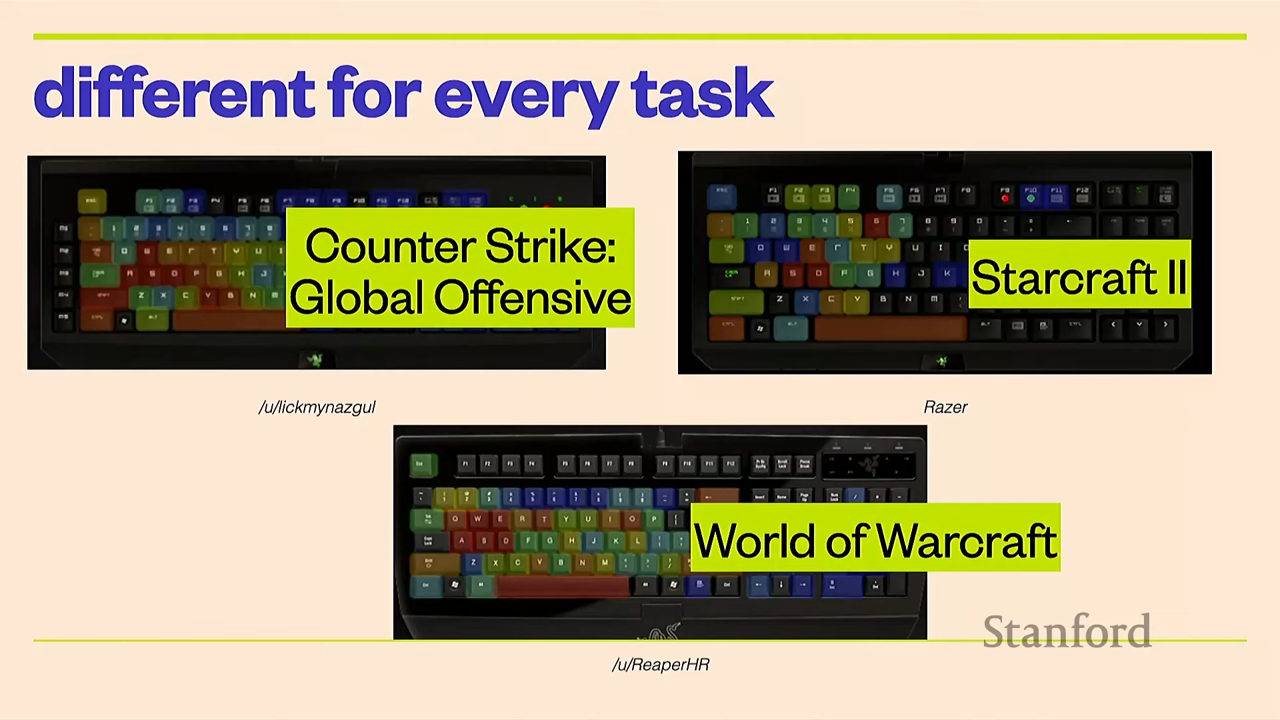 different for every task
Counter Strike:
Global Offensive
Starcraft II
/u/lickmynazgul
Razer
World of Warcraft
Stanford
/u/ReaperHR